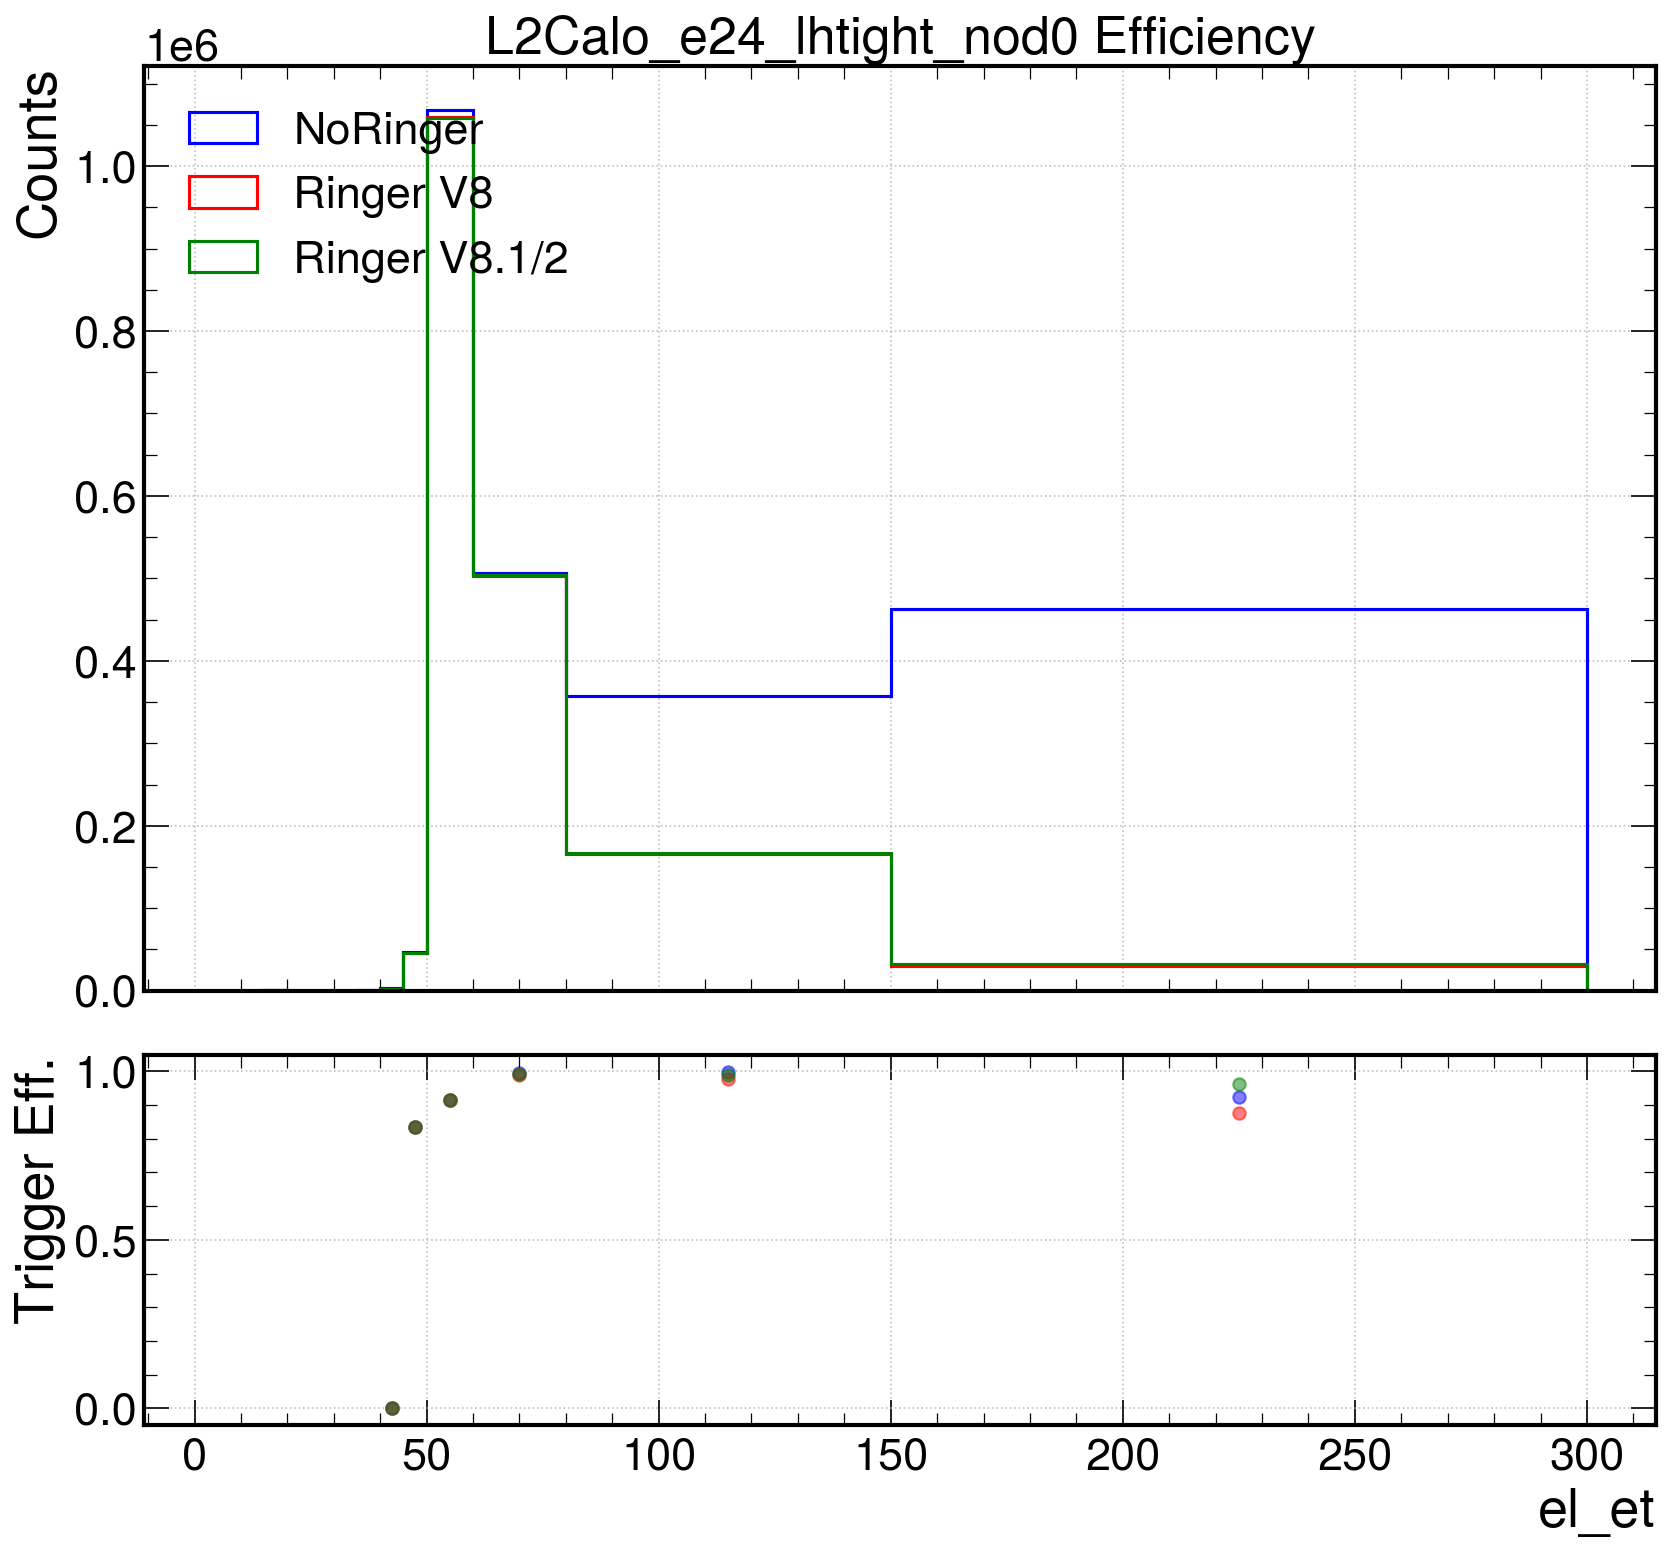 L2Calo_e24_lhtight_nod0 Efficiency
1e6
Counts
NoRinger
Ringer V8
Ringer V8.1/2
1.0
0.8
0.6
0.4
0.2
0.0
Trigger Eff.
1.0
0.5
0.0
0 50 100 150 200 250 300
el_et